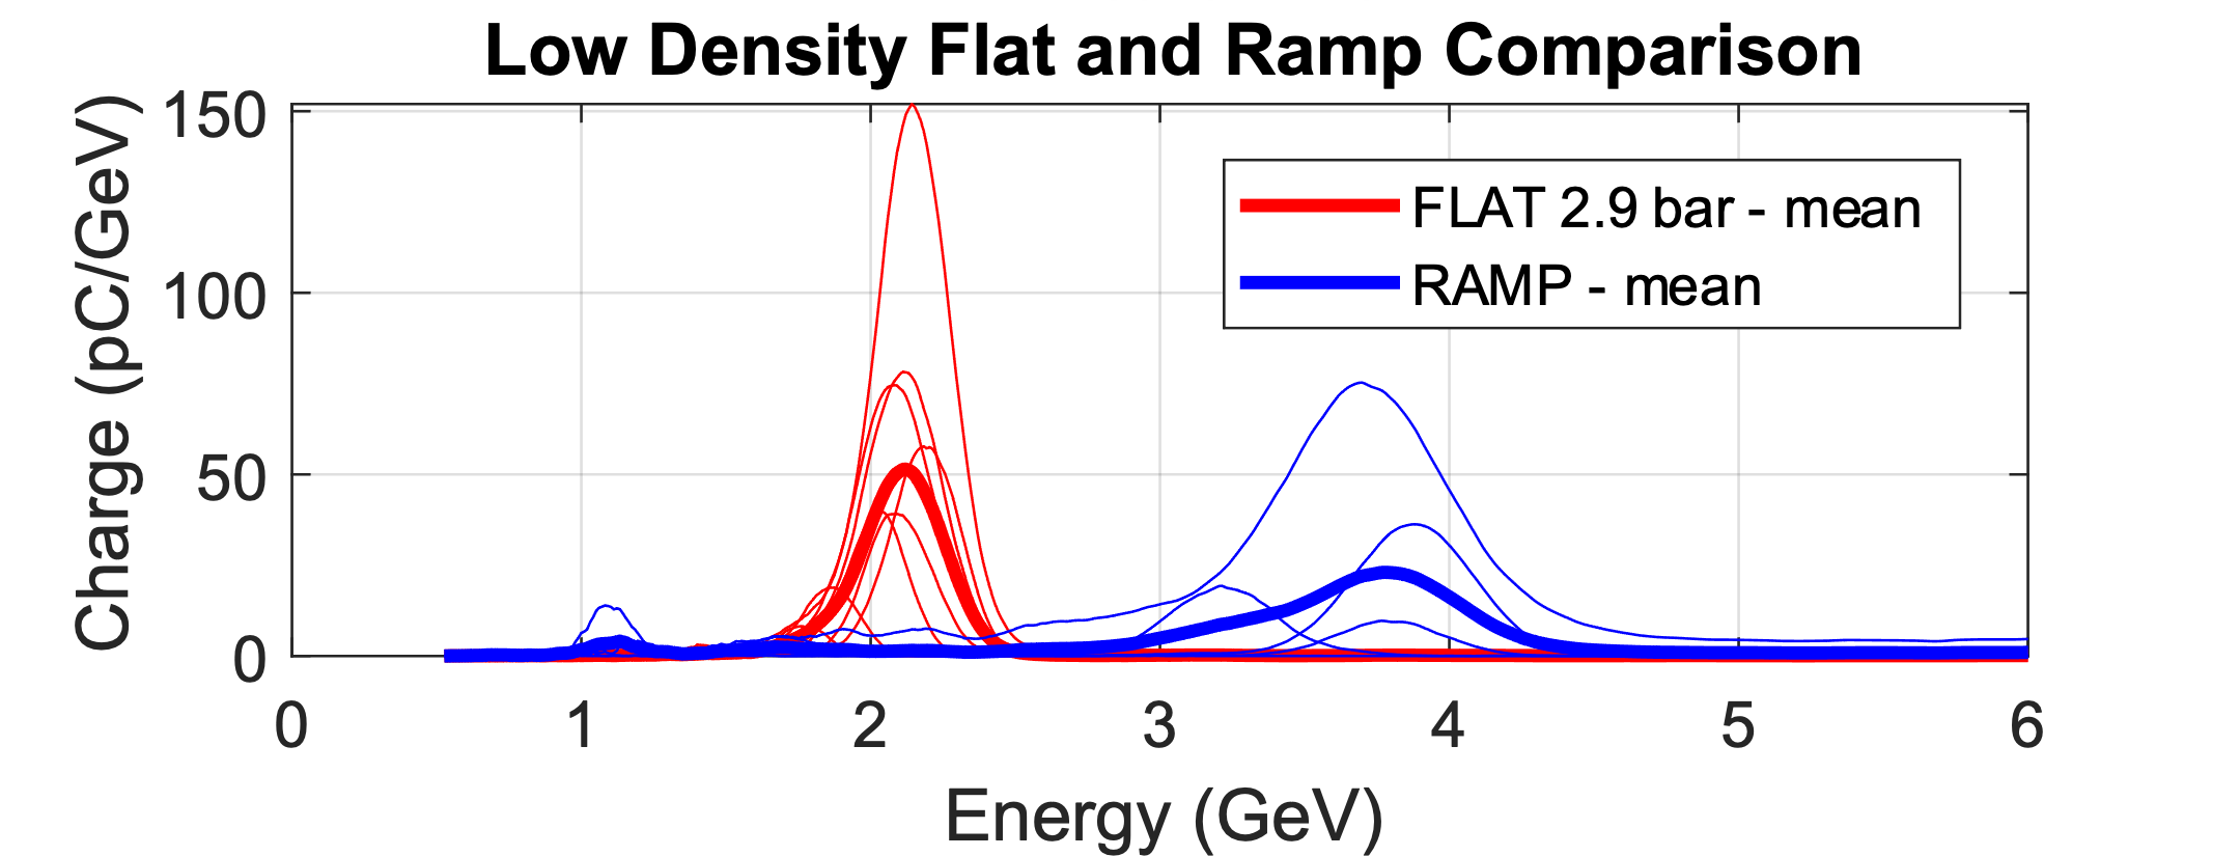 Low Density Flat and Ramp Comparison
Charge (pC/GeV)
150
100
50
0
FLAT 2.9 bar - mean
RAMP - mean
0 1 2 3 4 5 6
Energy (GeV)